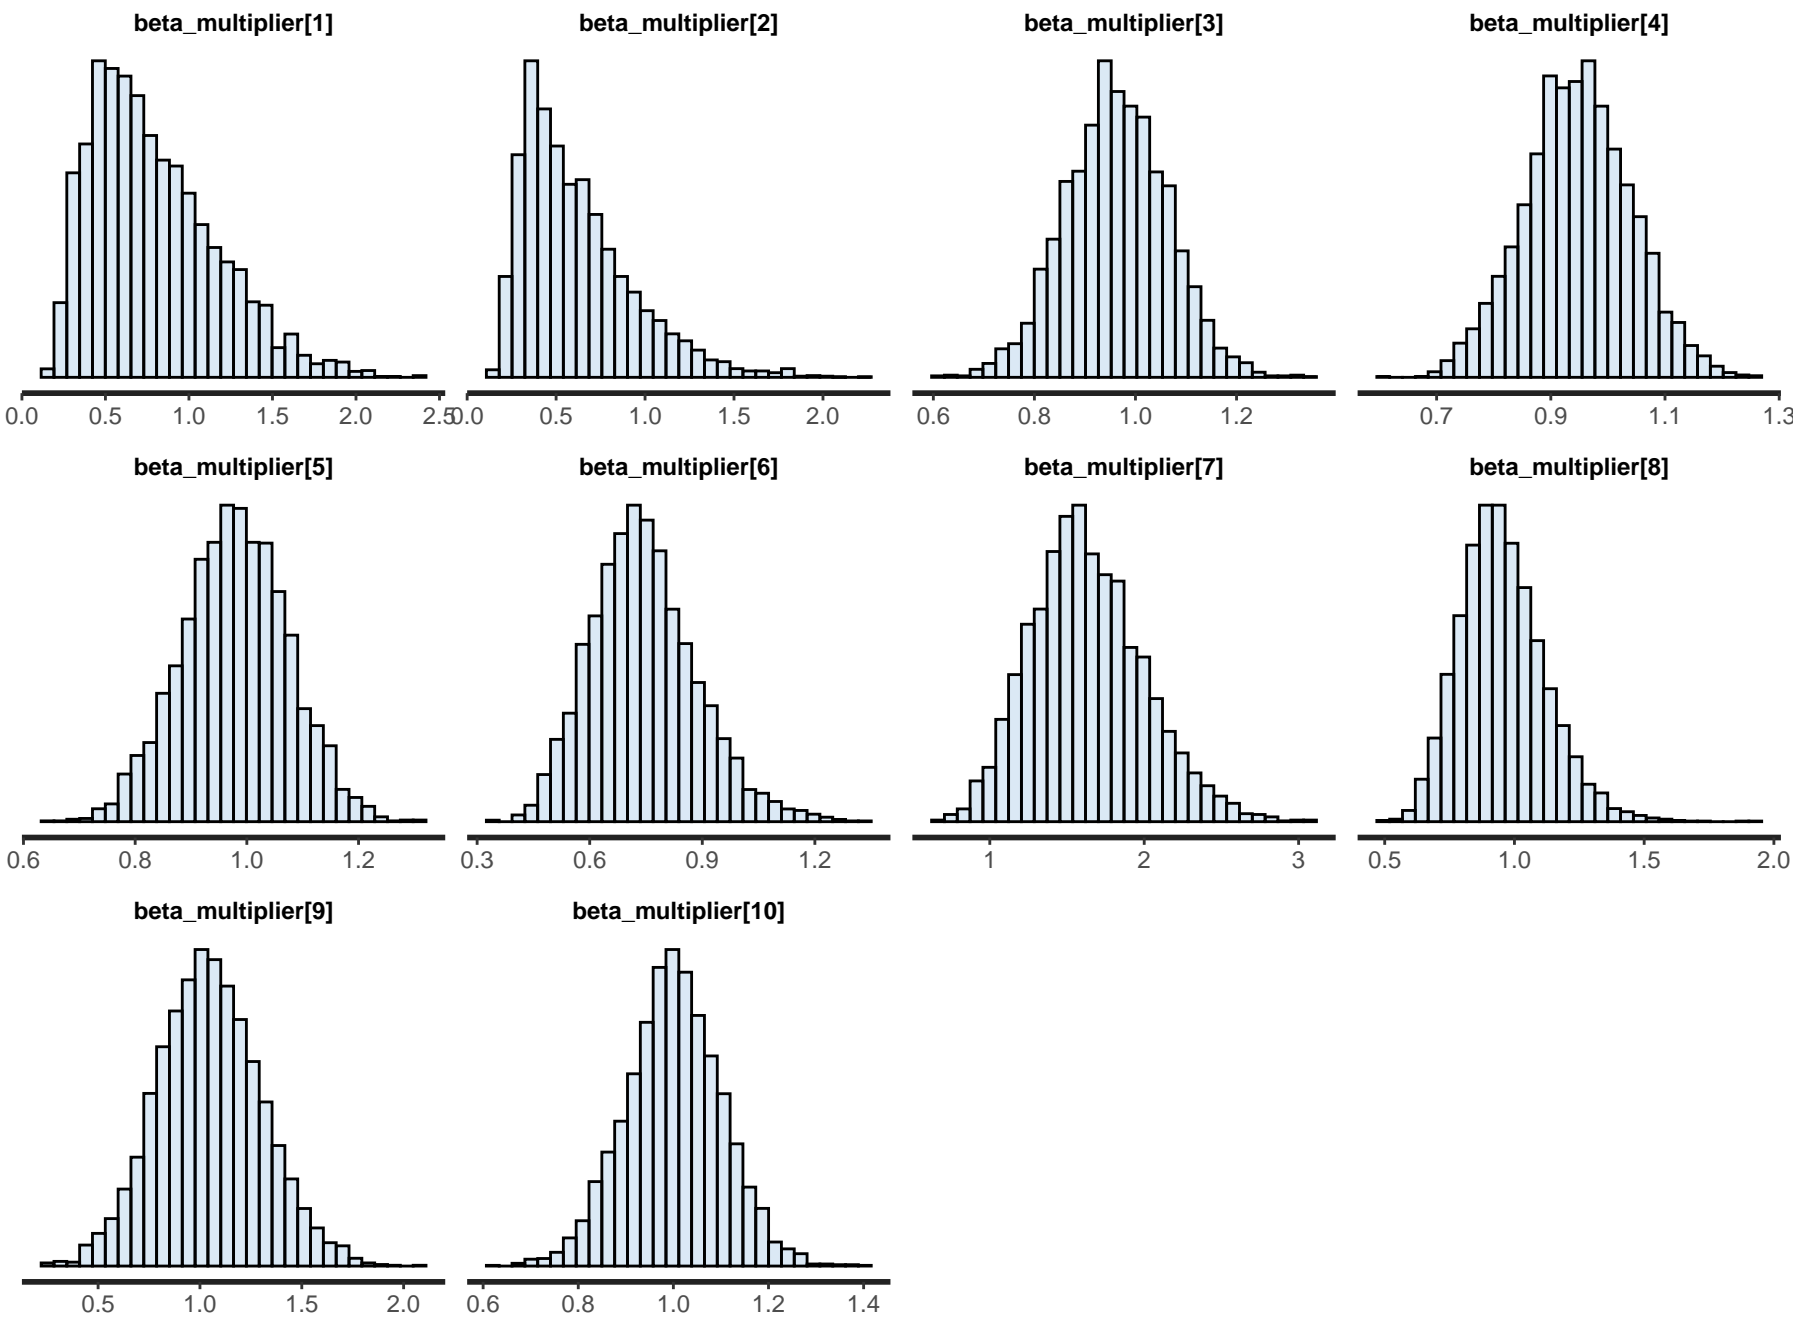 beta_multiplier[1] beta_multiplier[2] beta_multiplier[3] beta_multiplier[4]
0.0 0.5 1.0 1.5 2.0 2.5 0.0 0.5 1.0 1.5 2.0 0.6 0.8 1.0 1.2 0.7 0.9 1.1 1.3
beta_multiplier[5] beta_multiplier[6] beta_multiplier[7] beta_multiplier[8]
0.6 0.8 1.0 1.2 0.3 0.6 0.9 1.2 1 2 3 0.5 1.0 1.5 2.0
beta_multiplier[9] beta_multiplier[10]
0.5 1.0 1.5 2.0 0.6 0.8 1.0 1.2 1.4